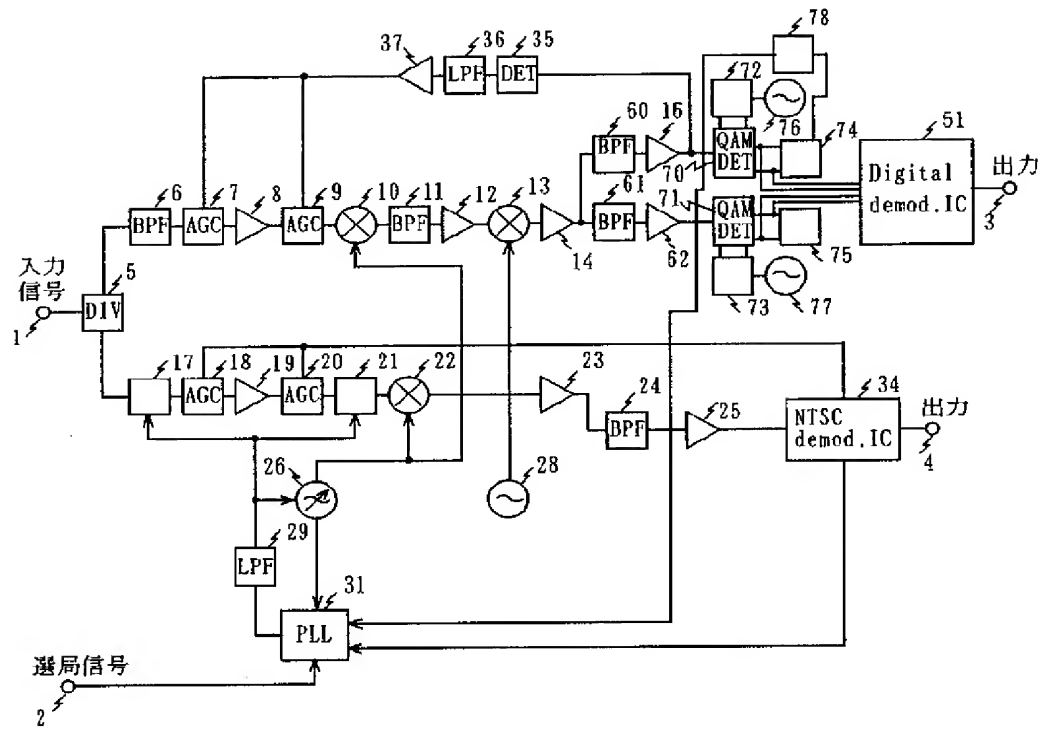 78
37
36
35
LPF
DET
72
76
60
16
BPF
QAM
DET
70
74
51
Digital
demod.IC
出力
3
6
7
8
9
10
11
12
13
BPF
AGC
AGC
BPF
14
61
BPF
62
71
QAM
DET
75
73
77
入力
信号
1
5
DIV
17
18
19
20
21
22
AGC
AGC
23
24
BPF
25
34
NTSC
demod.IC
出力
4
26
28
29
LPF
31
PLL
選局信号
2